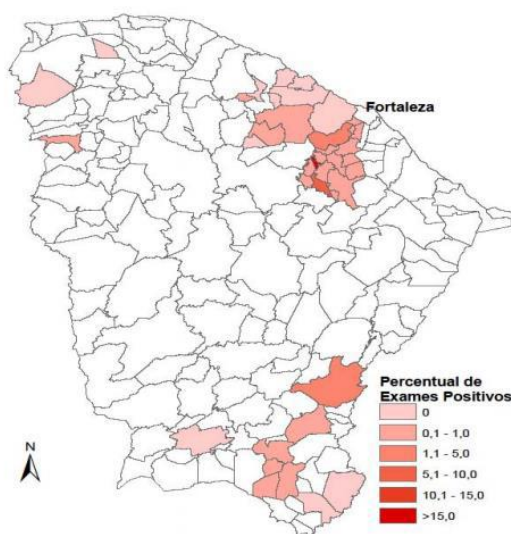 Fortaleza
Percentual de
Exames Positivos
0
0,1 - 1,0
1,1 - 5,0
5,1 - 10,0
10,1 - 15,0
>15,0
N